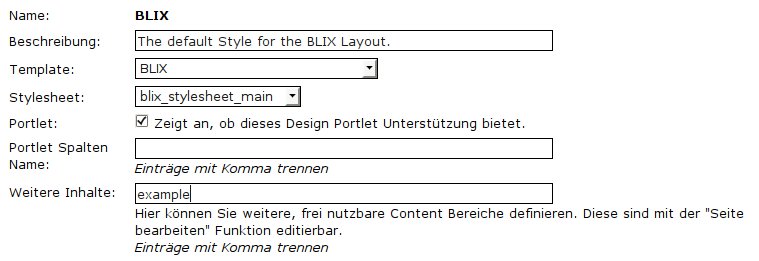 Name: BLIX
Beschreibung: The default Style for the BLIX Layout.
Template: BLIX
Stylesheet: blix_stylesheet_main
Portlet: Zeigt an, ob dieses Design Portlet Unterstützung bietet.
Portlet Spalten
Name:
Einträge mit Komma trennen
Weitere Inhalte: example
Hier können Sie weitere, frei nutzbare Content Bereiche definieren. Diese sind mit der "Seite
bearbeiten" Funktion editierbar.
Einträge mit Komma trennen